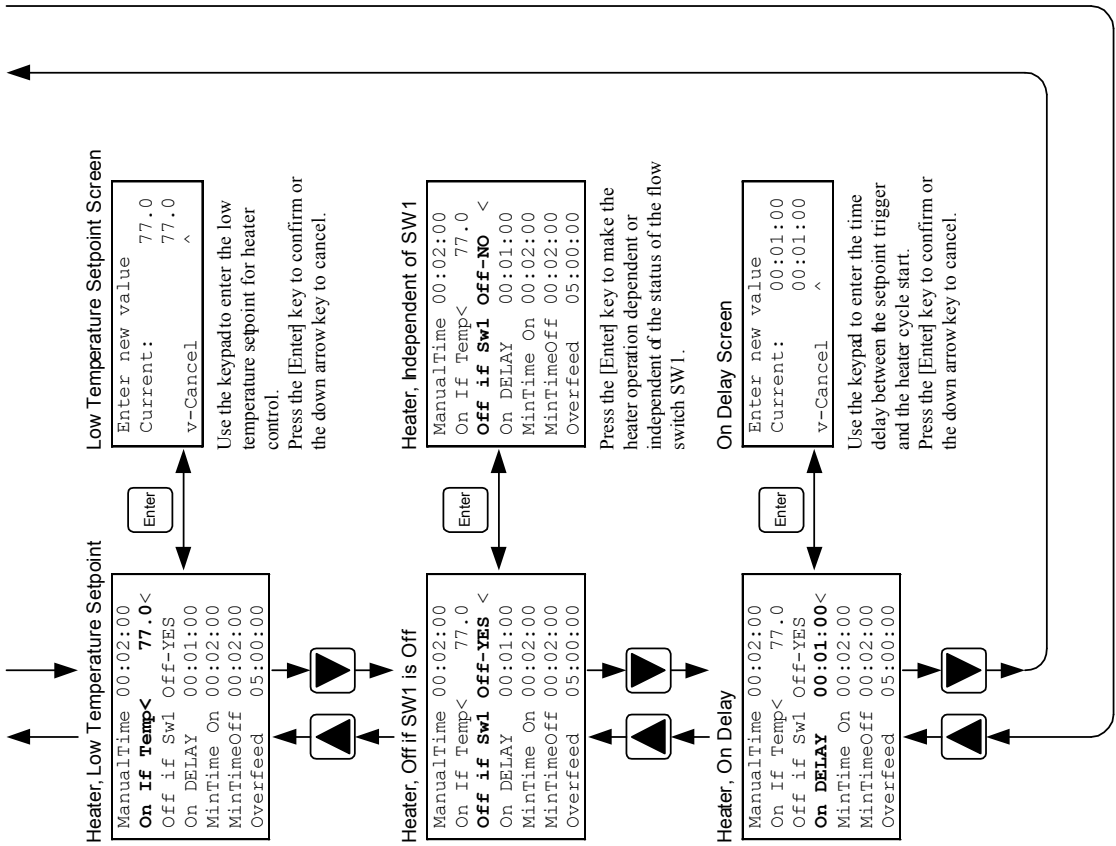 Heater, Low Temperature Setpoint
ManualTime 00:02:00
On If Temp< 77.0<
Off if Sw1 Off-YES
On DELAY 00:01:00
MinTime On 00:02:00
MinTimeOff 00:02:00
Overfeed 05:00:00
Enter
Low Temperature Setpoint Screen
Enter new value
Current: 77.0
77.0
v-Cancel ^
Use the keypad to enter the low
temperature setpoint for heater
control.
Press the [Enter] key to confirm or
the down arrow key to cancel.
Heater, Off if SW1 is Off
ManualTime 00:02:00
On If Temp< 77.0
Off if Sw1 Off-YES <
On DELAY 00:01:00
MinTime On 00:02:00
MinTimeOff 00:02:00
Overfeed 05:00:00
Enter
Heater, Independent of SW1
ManualTime 00:02:00
On If Temp< 77.0
Off if Sw1 Off-NO <
On DELAY 00:01:00
MinTime On 00:02:00
MinTimeOff 00:02:00
Overfeed 05:00:00
Press the [Enter] key to make the
heater operation dependent or
independent of the status of the flow
switch SW1.
Heater, On Delay
ManualTime 00:02:00
On If Temp< 77.0
Off if Sw1 Off-YES
On DELAY 00:01:00<
MinTime On 00:02:00
MinTimeOff 00:02:00
Overfeed 05:00:00
Enter
On Delay Screen
Enter new value
Current: 00:01:00
00:01:00
v-Cancel ^
Use the keypad to enter the time
delay between the setpoint trigger
and the heater cycle start.
Press the [Enter] key to confirm or
the down arrow key to cancel.